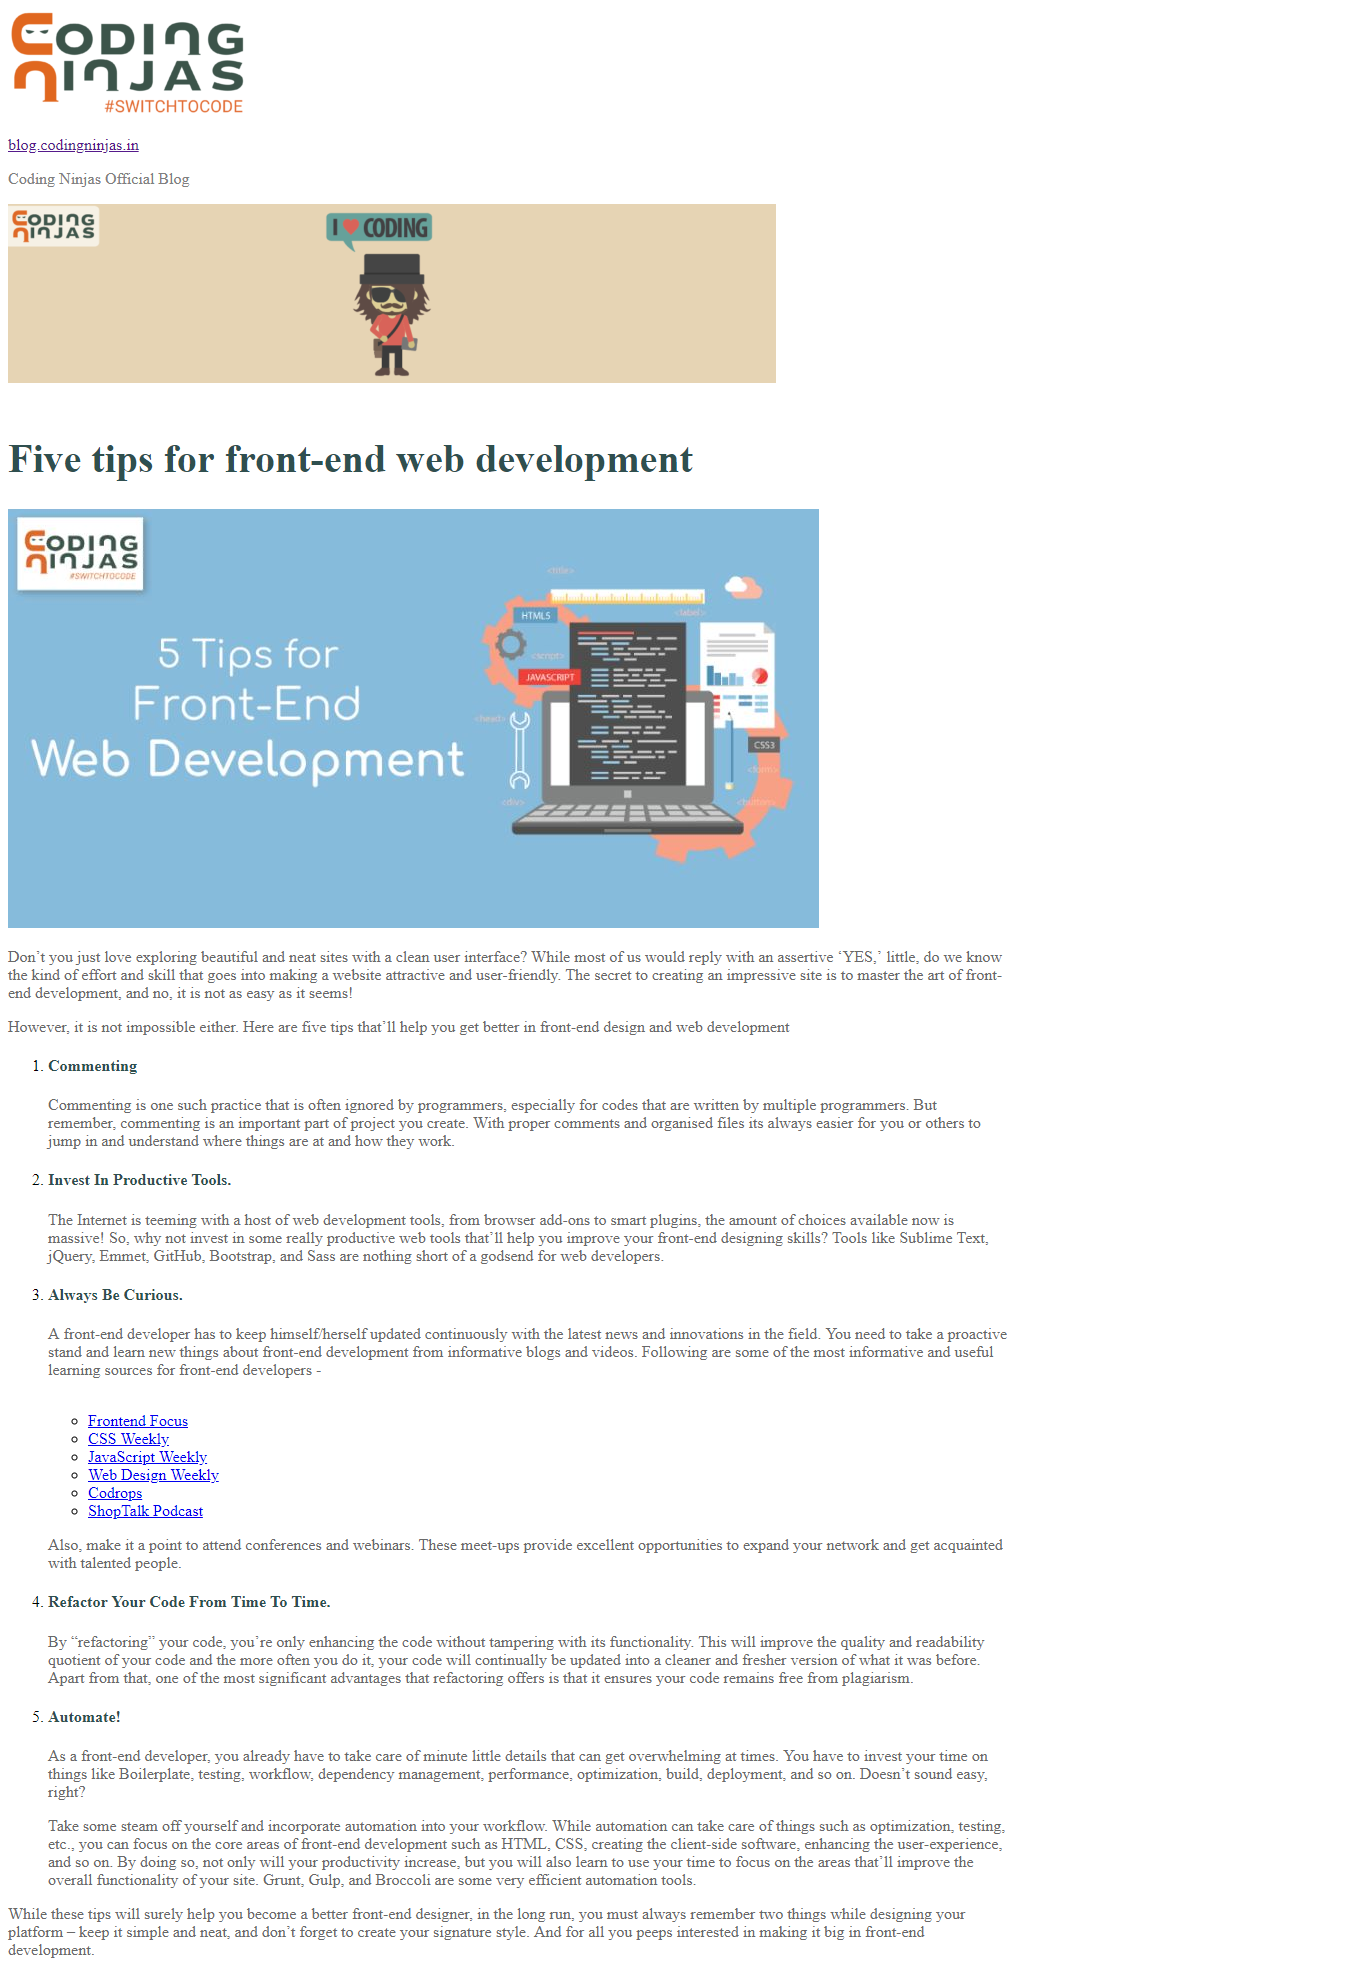 CODING
NINJAS
#SWITCHTOCODE
blog.codingninjas.in
Coding Ninjas Official Blog
CODING
NINJAS
I ♥ CODING
Five tips for front-end web development
CODING
NINJAS
#SWITCHTOCODE
<title>
<label>
HTML5
<script>
JAVASCRIPT
<head>
CSS3
<form>
<button>
<div>
5 Tips for
Front-End
Web Development
Don’t you just love exploring beautiful and neat sites with a clean user interface? While most of us would reply with an assertive ‘YES,’ little, do we know
the kind of effort and skill that goes into making a website attractive and user-friendly. The secret to creating an impressive site is to master the art of front-
end development, and no, it is not as easy as it seems!
However, it is not impossible either. Here are five tips that’ll help you get better in front-end design and web development
1. Commenting
Commenting is one such practice that is often ignored by programmers, especially for codes that are written by multiple programmers. But
remember, commenting is an important part of project you create. With proper comments and organised files its always easier for you or others to
jump in and understand where things are at and how they work.
2. Invest In Productive Tools.
The Internet is teeming with a host of web development tools, from browser add-ons to smart plugins, the amount of choices available now is
massive! So, why not invest in some really productive web tools that’ll help you improve your front-end designing skills? Tools like Sublime Text,
jQuery, Emmet, GitHub, Bootstrap, and Sass are nothing short of a godsend for web developers.
3. Always Be Curious.
A front-end developer has to keep himself/herself updated continuously with the latest news and innovations in the field. You need to take a proactive
stand and learn new things about front-end development from informative blogs and videos. Following are some of the most informative and useful
learning sources for front-end developers -
Frontend Focus
CSS Weekly
JavaScript Weekly
Web Design Weekly
Codrops
ShopTalk Podcast
Also, make it a point to attend conferences and webinars. These meet-ups provide excellent opportunities to expand your network and get acquainted
with talented people.
4. Refactor Your Code From Time To Time.
By “refactoring” your code, you’re only enhancing the code without tampering with its functionality. This will improve the quality and readability
quotient of your code and the more often you do it, your code will continually be updated into a cleaner and fresher version of what it was before.
Apart from that, one of the most significant advantages that refactoring offers is that it ensures your code remains free from plagiarism.
5. Automate!
As a front-end developer, you already have to take care of minute little details that can get overwhelming at times. You have to invest your time on
things like Boilerplate, testing, workflow, dependency management, performance, optimization, build, deployment, and so on. Doesn’t sound easy,
right?
Take some steam off yourself and incorporate automation into your workflow. While automation can take care of things such as optimization, testing,
etc., you can focus on the core areas of front-end development such as HTML, CSS, creating the client-side software, enhancing the user-experience,
and so on. By doing so, not only will your productivity increase, but you will also learn to use your time to focus on the areas that’ll improve the
overall functionality of your site. Grunt, Gulp, and Broccoli are some very efficient automation tools.
While these tips will surely help you become a better front-end designer, in the long run, you must always remember two things while designing your
platform – keep it simple and neat, and don’t forget to create your signature style. And for all you peeps interested in making it big in front-end
development.